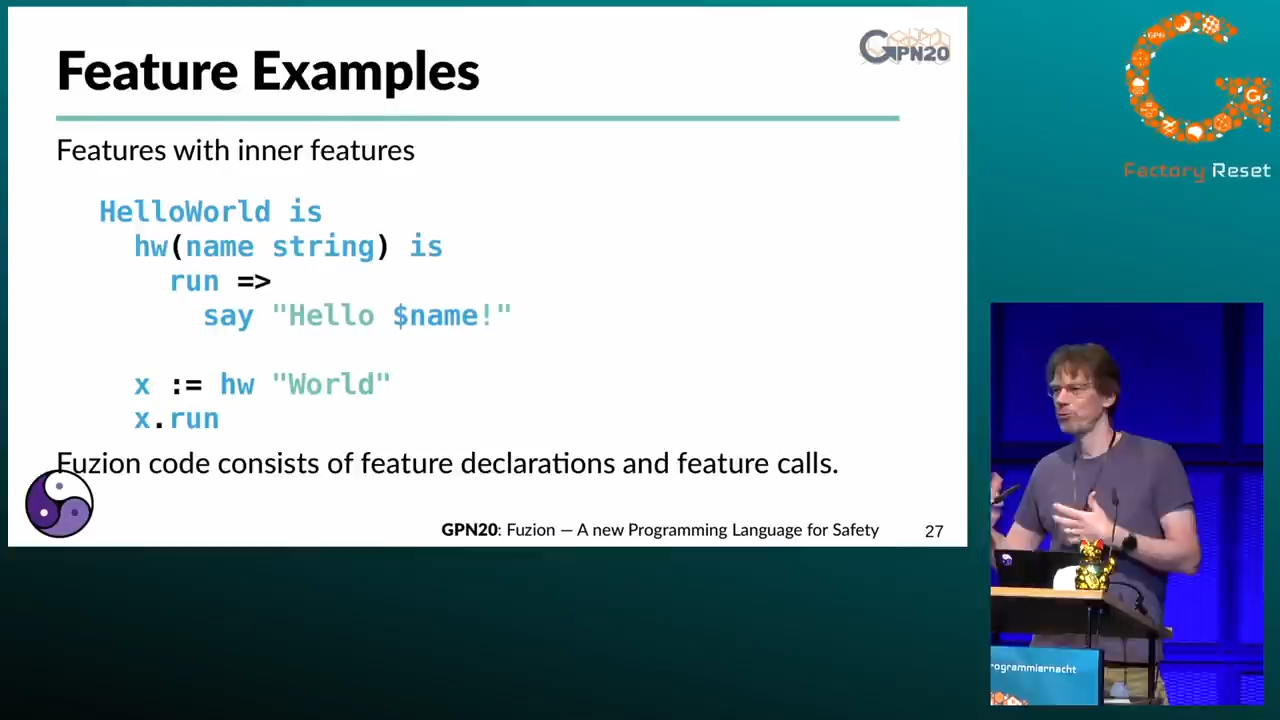 Feature Examples
GPN20
Features with inner features
HelloWorld is
hw(name string) is
run =>
say "Hello $name!"
x := hw "World"
x.run
Fuzion code consists of feature declarations and feature calls.
GPN20: Fuzion — A new Programming Language for Safety
27
GPN
G
Factory Reset
rogrammiernacht